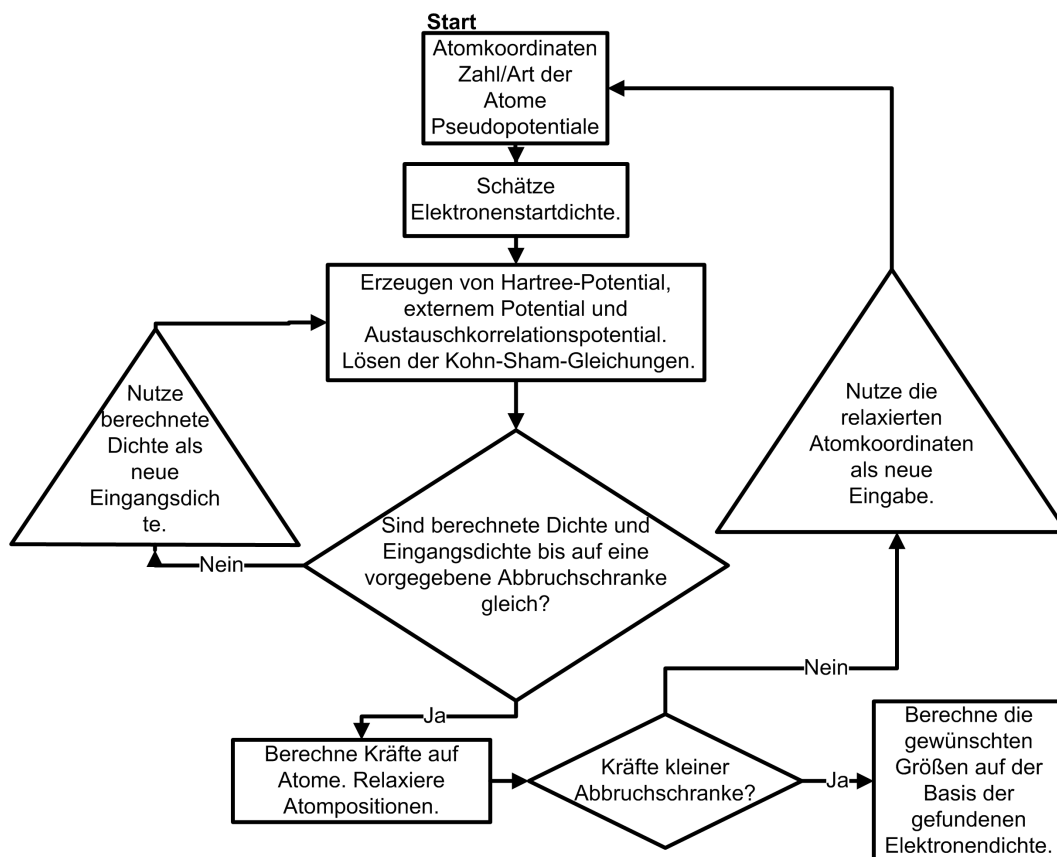 Start
Atomkoordinaten
Zahl/Art der
Atome
Pseudopotentiale
Schätze
Elektronenstartdichte.
Erzeugen von Hartree-Potential,
externem Potential und
Austauschkorrelationspotential.
Lösen der Kohn-Sham-Gleichungen.
Nutze
berechnete
Dichte als
neue
Eingangsdich
te.
Nein
Sind berechnete Dichte und
Eingangsdichte bis auf eine
vorgegebene Abbruchschranke
gleich?
Ja
Berechne Kräfte auf
Atome. Relaxiere
Atompositionen.
Kräfte kleiner
Abbruchschranke?
Nein
Nutze die
relaxierten
Atomkoordinaten
als neue
Eingabe.
Ja
Berechne die
gewünschten
Größen auf der
Basis der
gefundenen
Elektronendichte.